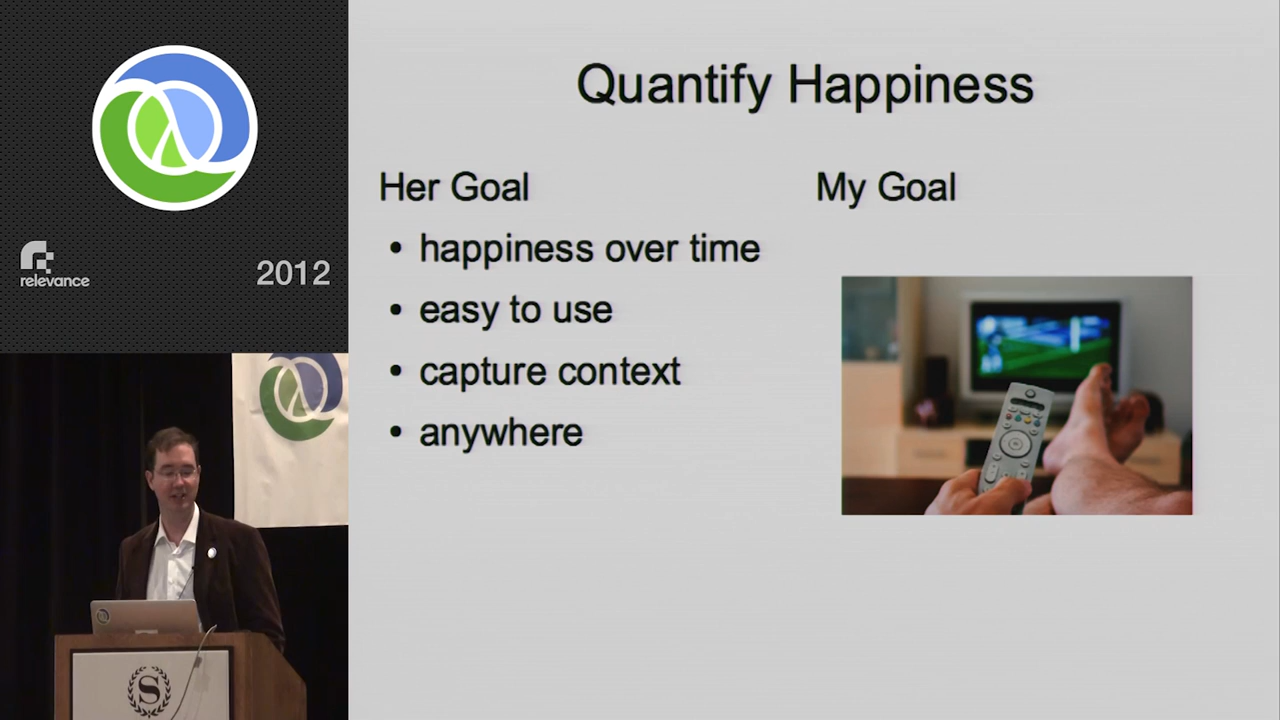 relevance
2012
Quantify Happiness
Her Goal
• happiness over time
• easy to use
• capture context
• anywhere
My Goal
S